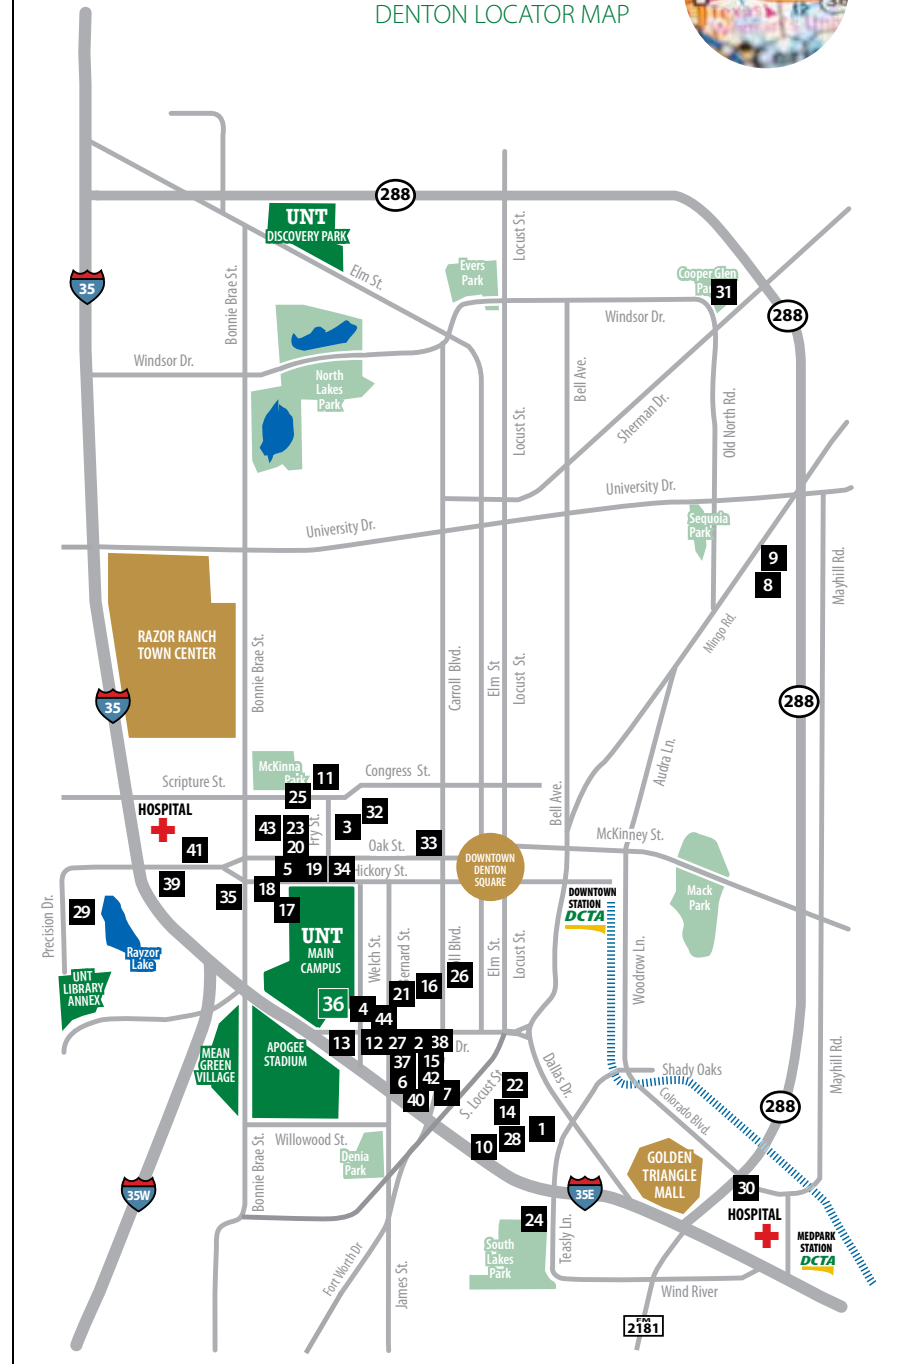 DENTON LOCATOR MAP
288
UNT
DISCOVERY PARK
Locust St.
Evers
Park
Cooper Glen
31
35
Elm St.
Bonnie Brae St.
288
Windsor Dr.
Windsor Dr.
North
Lakes
Park
Bell Ave.
Old North Rd.
Sherman Dr.
Locust St.
University Dr.
University Dr.
Sequoia
Park
9
8
Mayhill Rd.
RAZOR RANCH
TOWN CENTER
Mingo Rd.
Bonnie Brae St.
Carroll Blvd.
Elm St
Locust St.
35
288
Audra Ln.
McKinna
Park
11
Congress St.
Scripture St.
25
HOSPITAL
32
Bell Ave.
43
23
Fry St.
3
McKinney St.
41
20
Oak St.
33
DOWNTOWN
DENTON
SQUARE
5
19
34
Hickory St.
39
35
18
17
DOWNTOWN
STATION
DCTA
Mack
Park
29
Precision Dr.
Rayzor
Lake
UNT
MAIN
CAMPUS
Welch St.
ernard St.
ll Blvd.
Elm St.
Locust St.
Woodrow Ln.
UNT
LIBRARY
ANNEX
26
16
21
36
4
44
13
12
27
2
38
Dr.
MEAN
GREEN
VILLAGE
APOGEE
STADIUM
37
15
6
42
40
7
S. Locust St
22
14
1
28
10
Dallas Dr.
Shady Oaks
Colorado Blvd.
Mayhill Rd.
288
Willowood St.
Denia
Park
Bonnie Brae St.
GOLDEN
TRIANGLE
MALL
30
35W
35E
HOSPITAL
24
South
Lakes
Park
Teasly Ln.
MEDPARK
STATION
DCTA
Fort Worth Dr
James St.
Wind River
FM
2181